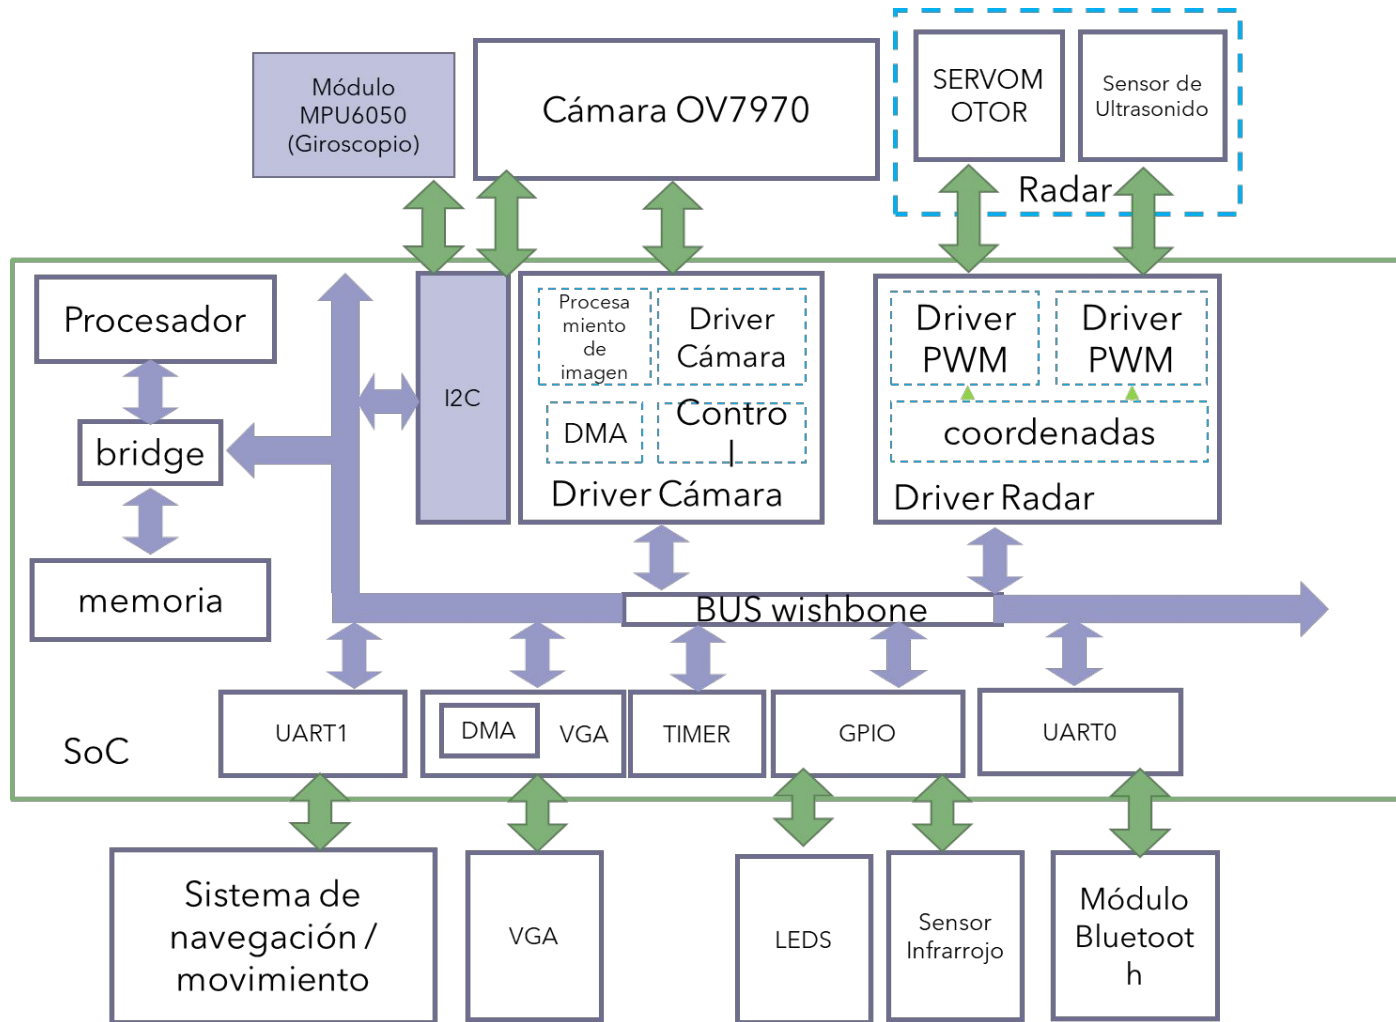 Módulo
MPU6050
(Giroscopio)
Cámara OV7970
SERVOM
OTOR
Sensor de
Ultrasonido
Radar
Procesador
bridge
memoria
I2C
Procesa
miento
de
imagen
Driver
Cámara
DMA
Contro
l
Driver Cámara
Driver
PWM
Driver
PWM
coordenadas
Driver Radar
BUS wishbone
SoC
UART1
DMA
VGA
TIMER
GPIO
UART0
Sistema de
navegación /
movimiento
VGA
LEDS
Sensor
Infrarrojo
Módulo
Bluetoot
h